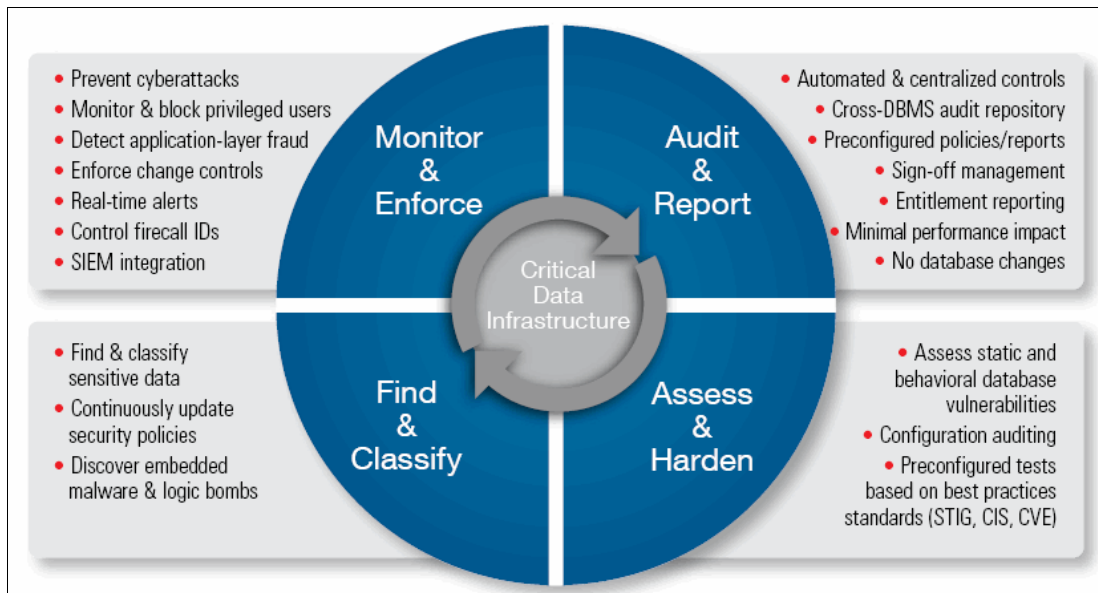 • Prevent cyberattacks
• Monitor & block privileged users
• Detect application-layer fraud
• Enforce change controls
• Real-time alerts
• Control firecall IDs
• SIEM integration
Monitor
&
Enforce
Audit
&
Report
• Automated & centralized controls
• Cross-DBMS audit repository
• Preconfigured policies/reports
• Sign-off management
• Entitlement reporting
• Minimal performance impact
• No database changes
Critical
Data
Infrastructure
• Find & classify
sensitive data
• Continuously update
security policies
• Discover embedded
malware & logic bombs
Find
&
Classify
Assess
&
Harden
• Assess static and
behavioral database
vulnerabilities
• Configuration auditing
• Preconfigured tests
based on best practices
standards (STIG, CIS, CVE)